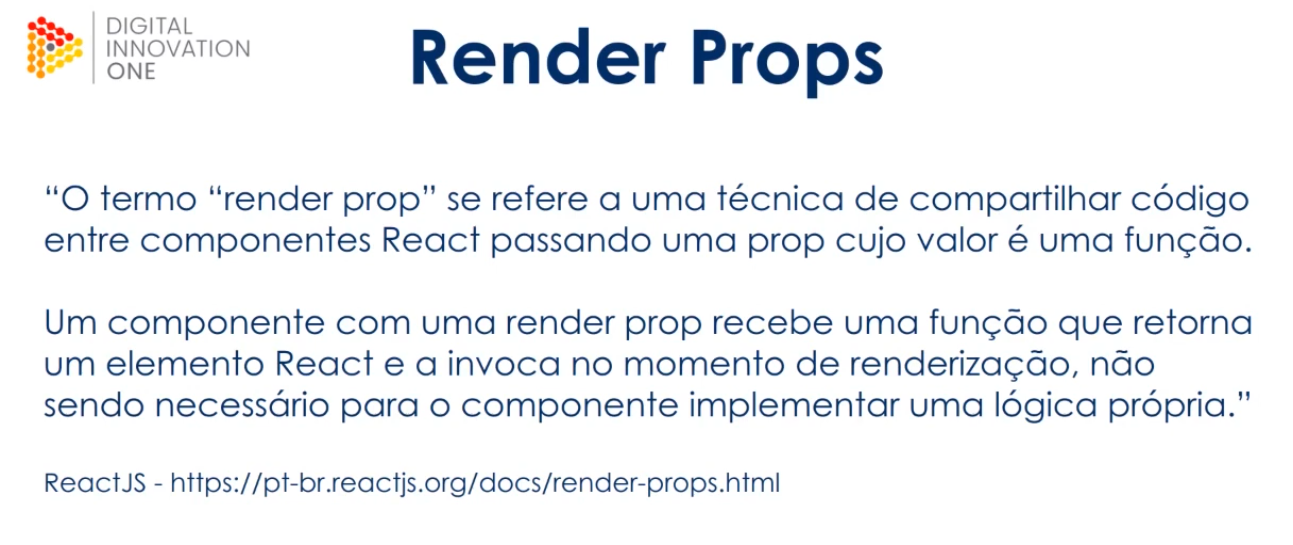 DIGITAL
INNOVATION
ONE
Render Props
“O termo “render prop” se refere a uma técnica de compartilhar código
entre componentes React passando uma prop cujo valor é uma função.
Um componente com uma render prop recebe uma função que retorna
um elemento React e a invoca no momento de renderização, não
sendo necessário para o componente implementar uma lógica própria.”
ReactJS - https://pt-br.reactjs.org/docs/render-props.html